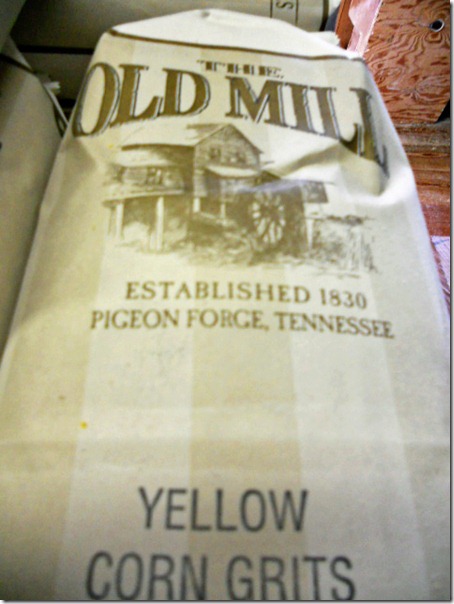 THE
OLD MILL
ESTABLISHED 1830
PIGEON FORGE, TENNESSEE
YELLOW
CORN GRITS